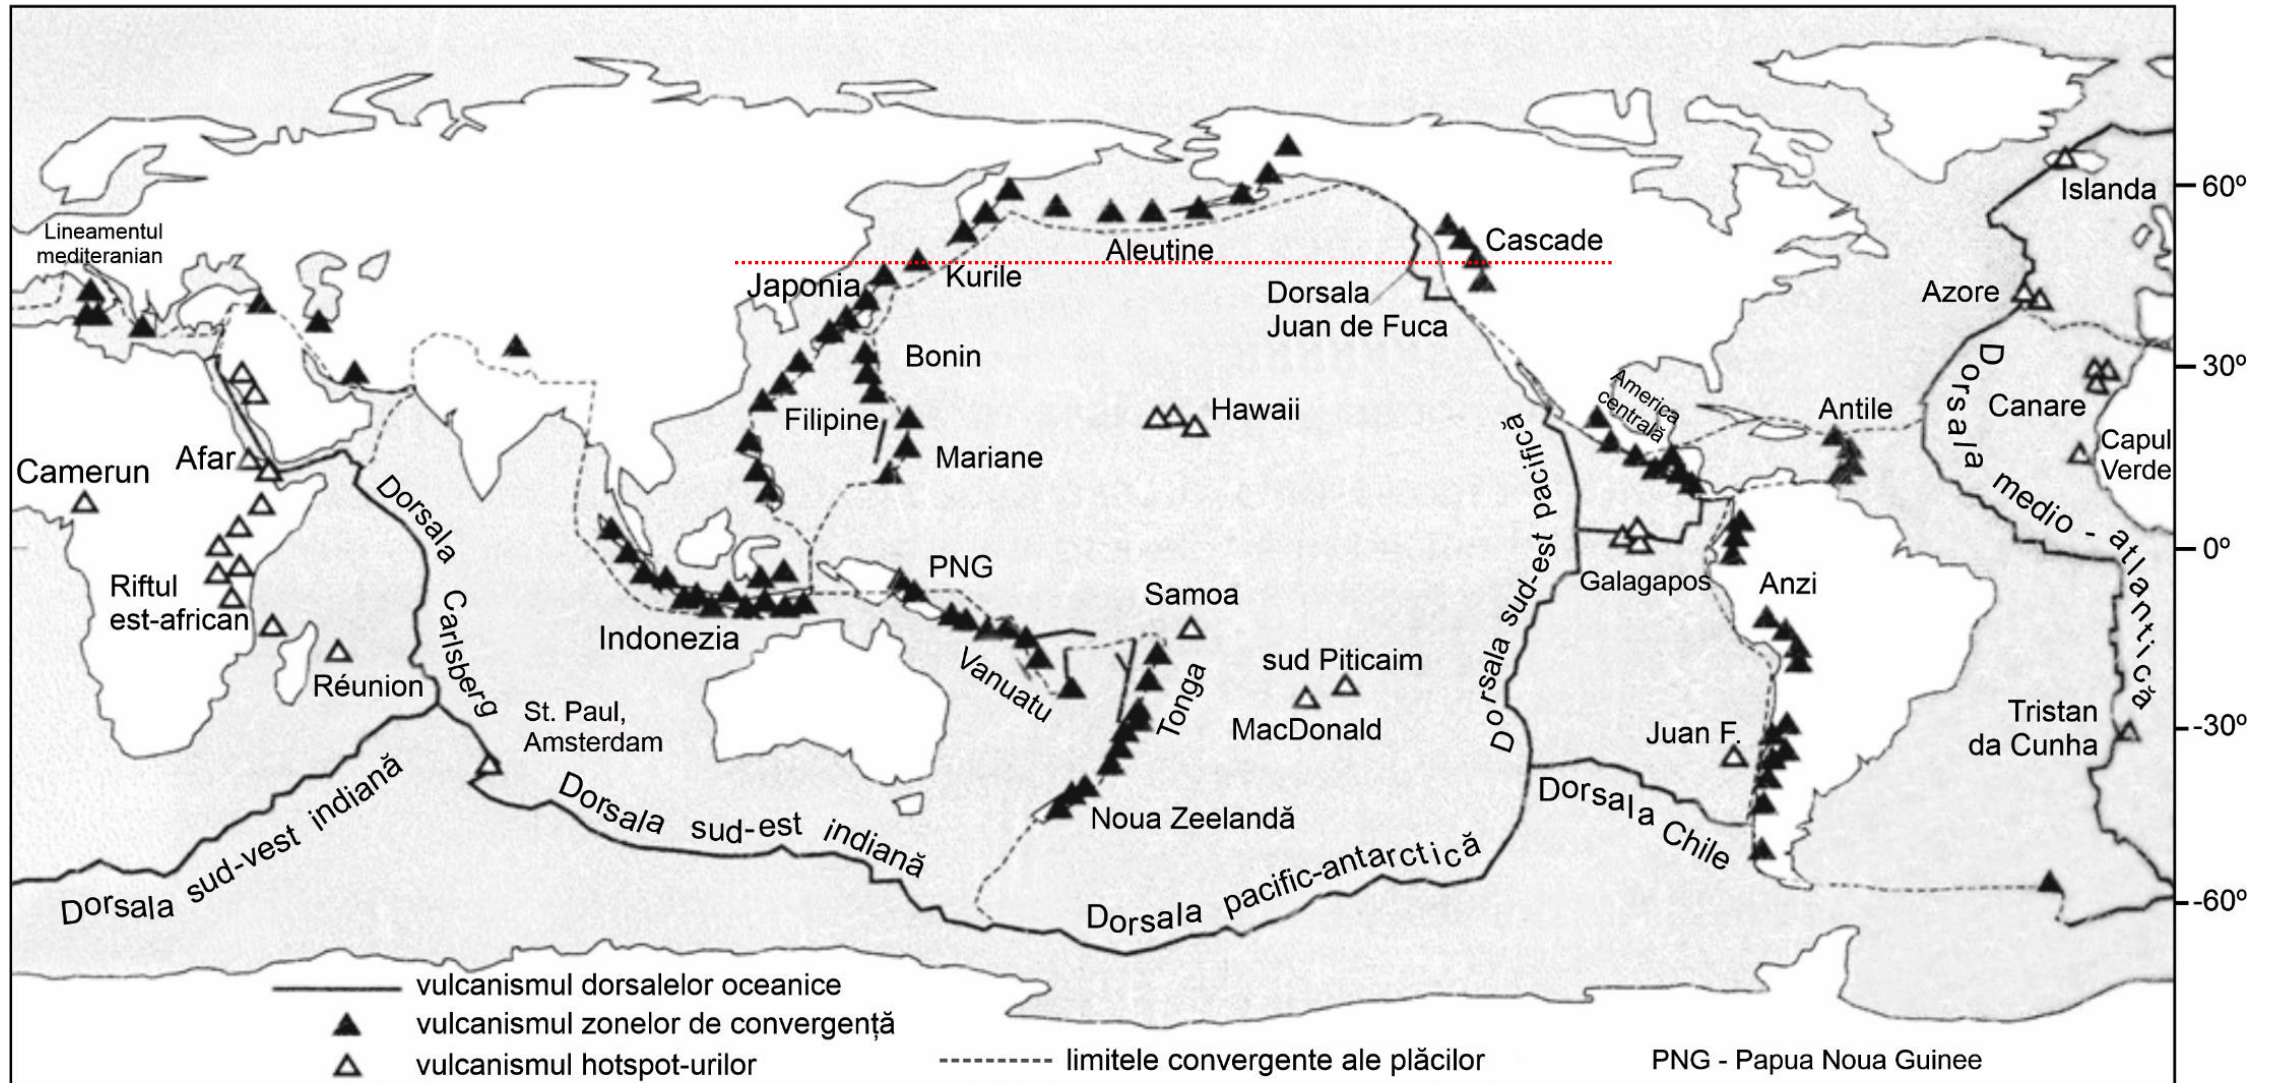 60º
Islanda
Lineamentul
mediteranian
Aleutine
Cascade
Kurile
Japonia
Dorsala
Juan de Fuca
Azore
Bonin
30º
America
centrală
Hawaii
Filipine
Antile
Canare
Dorsala medio - atlantică
Mariane
Afar
Camerun
Capul
Verde
Dorsala Carlsberg
Dorsala sud-est pacifică
0º
PNG
Galagapos
Anzi
Riftul
est-african
Samoa
Indonezia
sud Piticaim
Réunion
Vanuatu
Tonga
St. Paul,
Amsterdam
MacDonald
Juan F.
Tristan
da Cunha
-30º
Dorsala sud-vest indiană
Dorsala sud-est indiană
Noua Zeelandă
Dorsala Chile
Dorsala pacific-antarctică
-60º
vulcanismul dorsalelor oceanice
vulcanismul zonelor de convergență
vulcanismul hotspot-urilor
limitele convergente ale plăcilor
PNG - Papua Noua Guinee